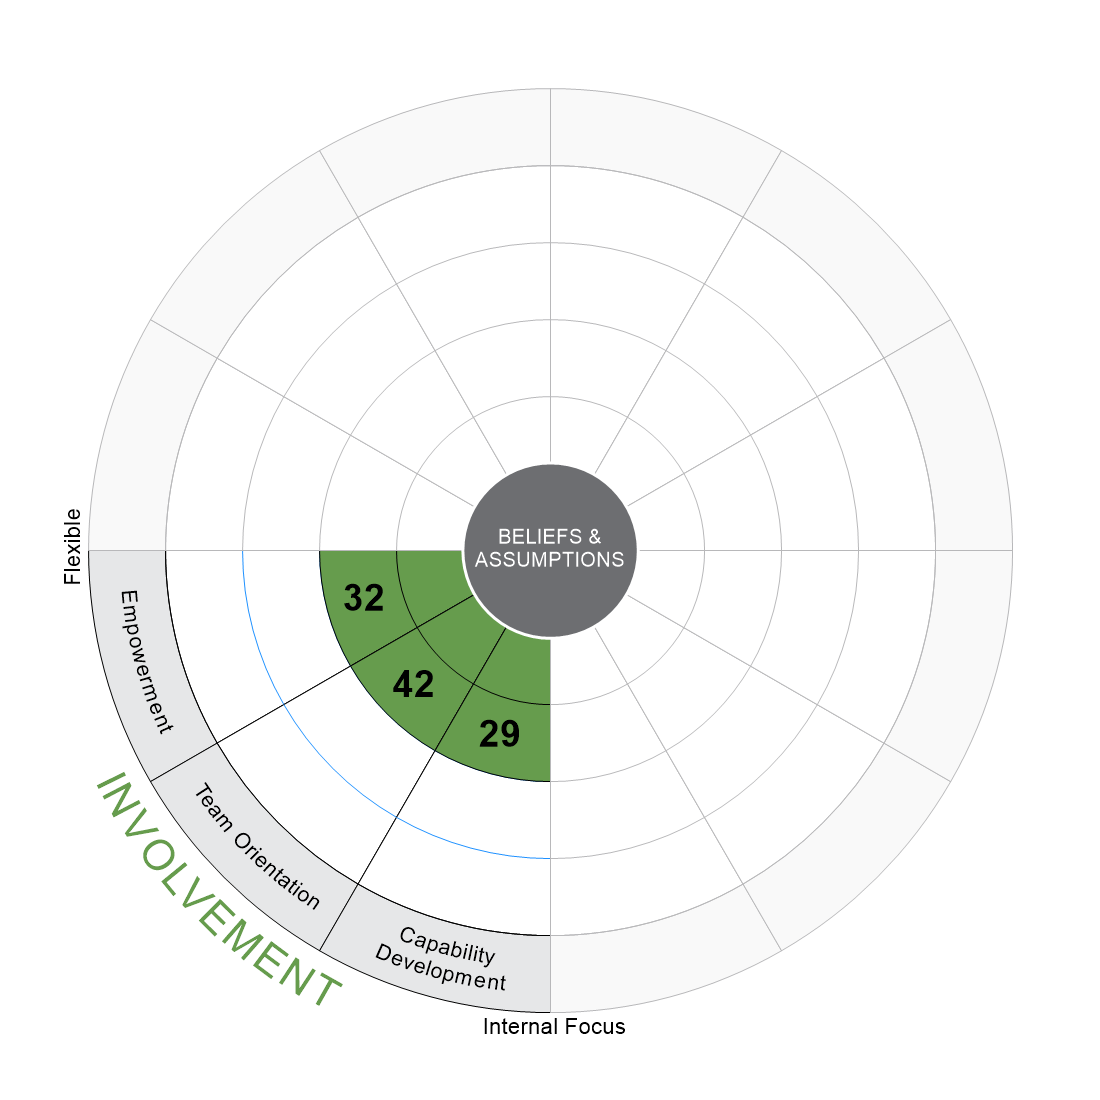 BELIEFS &
ASSUMPTIONS
Flexible
32
42
29
Empowerment
Team Orientation
Capability
Development
INVOLVEMENT
Internal Focus